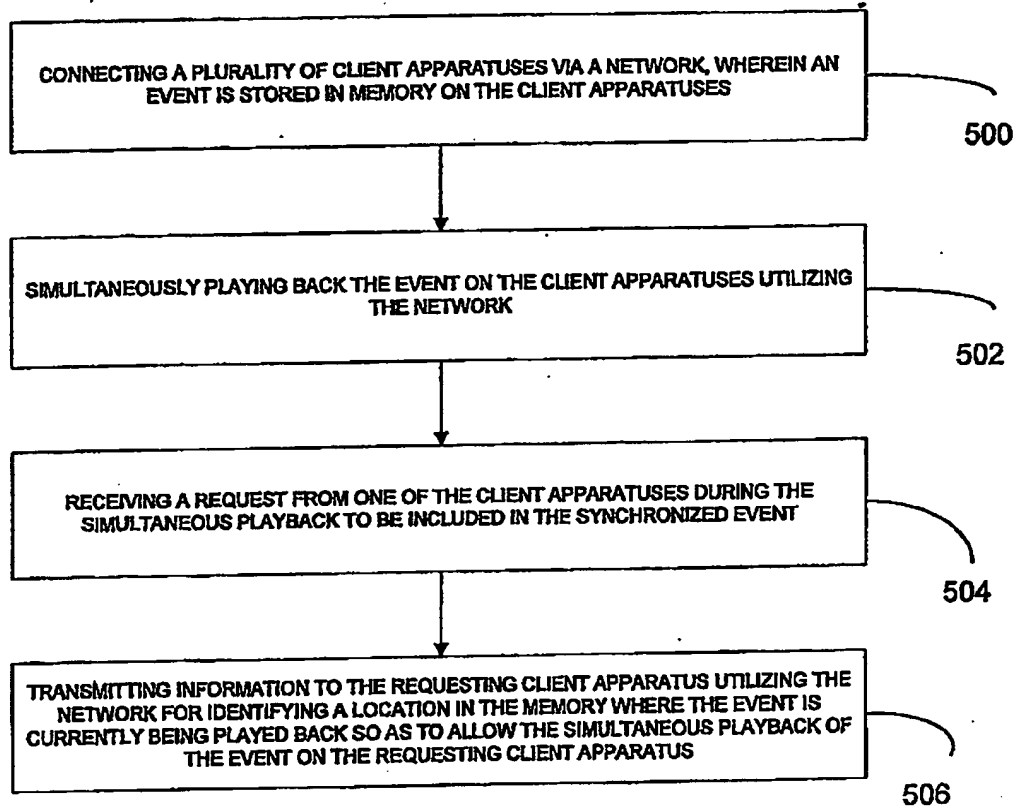 CONNECTING A PLURALITY OF CLIENT APPARATUSES VIA A NETWORK, WHEREIN AN
EVENT IS STORED IN MEMORY ON THE CLIENT APPARATUSES
500
SIMULTANEOUSLY PLAYING BACK THE EVENT ON THE CLIENT APPARATUSES UTILIZING
THE NETWORK
502
RECEIVING A REQUEST FROM ONE OF THE CLIENT APPARATUSES DURING THE
SIMULTANEOUS PLAYBACK TO BE INCLUDED IN THE SYNCHRONIZED EVENT
504
TRANSMITTING INFORMATION TO THE REQUESTING CLIENT APPARATUS UTILIZING THE
NETWORK FOR IDENTIFYING A LOCATION IN THE MEMORY WHERE THE EVENT IS
CURRENTLY BEING PLAYED BACK SO AS TO ALLOW THE SIMULTANEOUS PLAYBACK OF
THE EVENT ON THE REQUESTING CLIENT APPARATUS
506